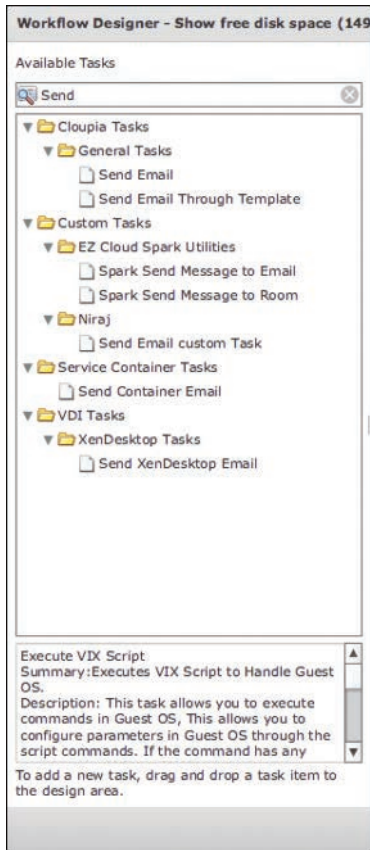 Workflow Designer - Show free disk space (149
Available Tasks
Send
Cloupia Tasks
General Tasks
Send Email
Send Email Through Template
Custom Tasks
EZ Cloud Spark Utilities
Spark Send Message to Email
Spark Send Message to Room
Niraj
Send Email custom Task
Service Container Tasks
Send Container Email
VDI Tasks
XenDesktop Tasks
Send XenDesktop Email
Execute VIX Script
Summary:Executes VIX Script to Handle Guest
OS.
Description: This task allows you to execute
commands in Guest OS, This allows you to
configure parameters in Guest OS through the
script commands. If the command has any
To add a new task, drag and drop a task item to
the design area.